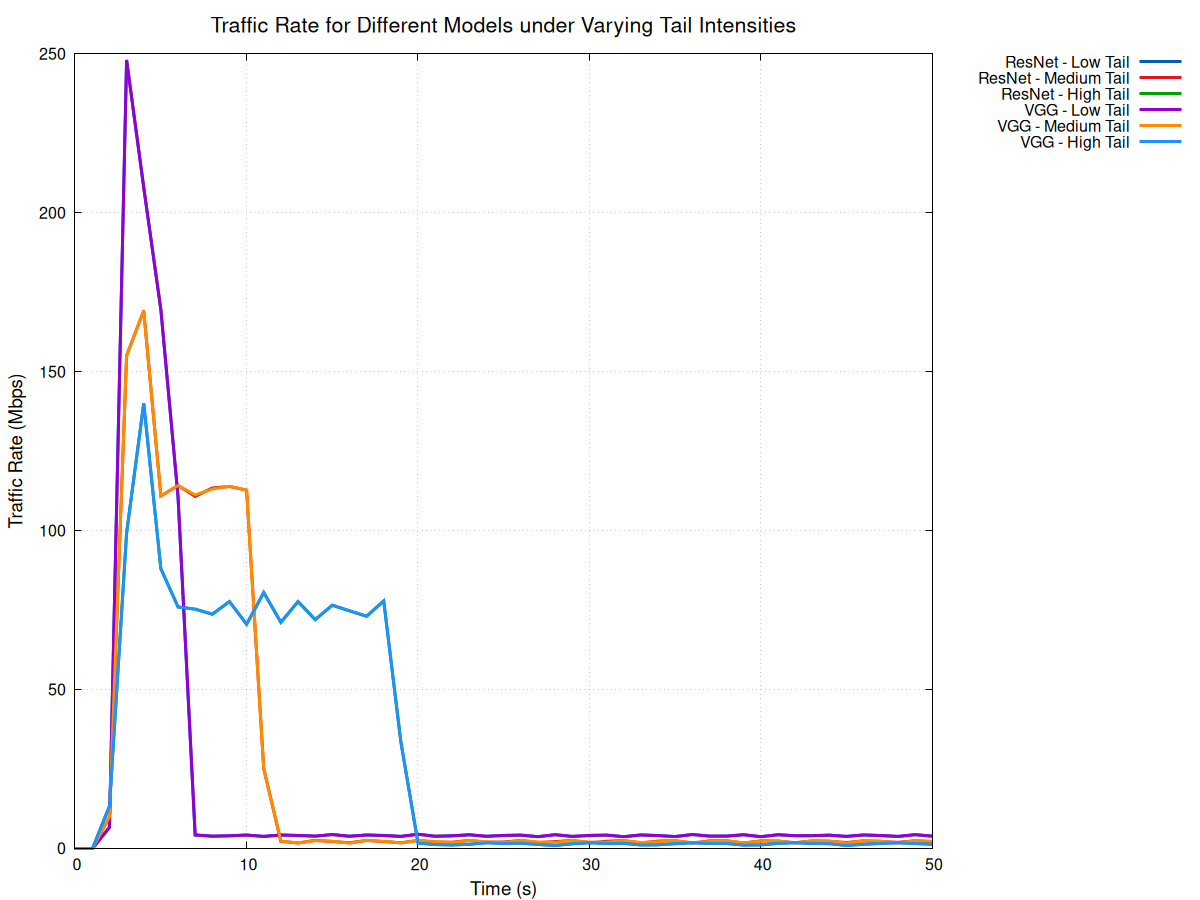 Traffic Rate for Different Models under Varying Tail Intensities
ResNet - Low Tail
ResNet - Medium Tail
ResNet - High Tail
VGG - Low Tail
VGG - Medium Tail
VGG - High Tail
Traffic Rate (Mbps)
250
200
150
100
50
0
0 10 20 30 40 50
Time (s)